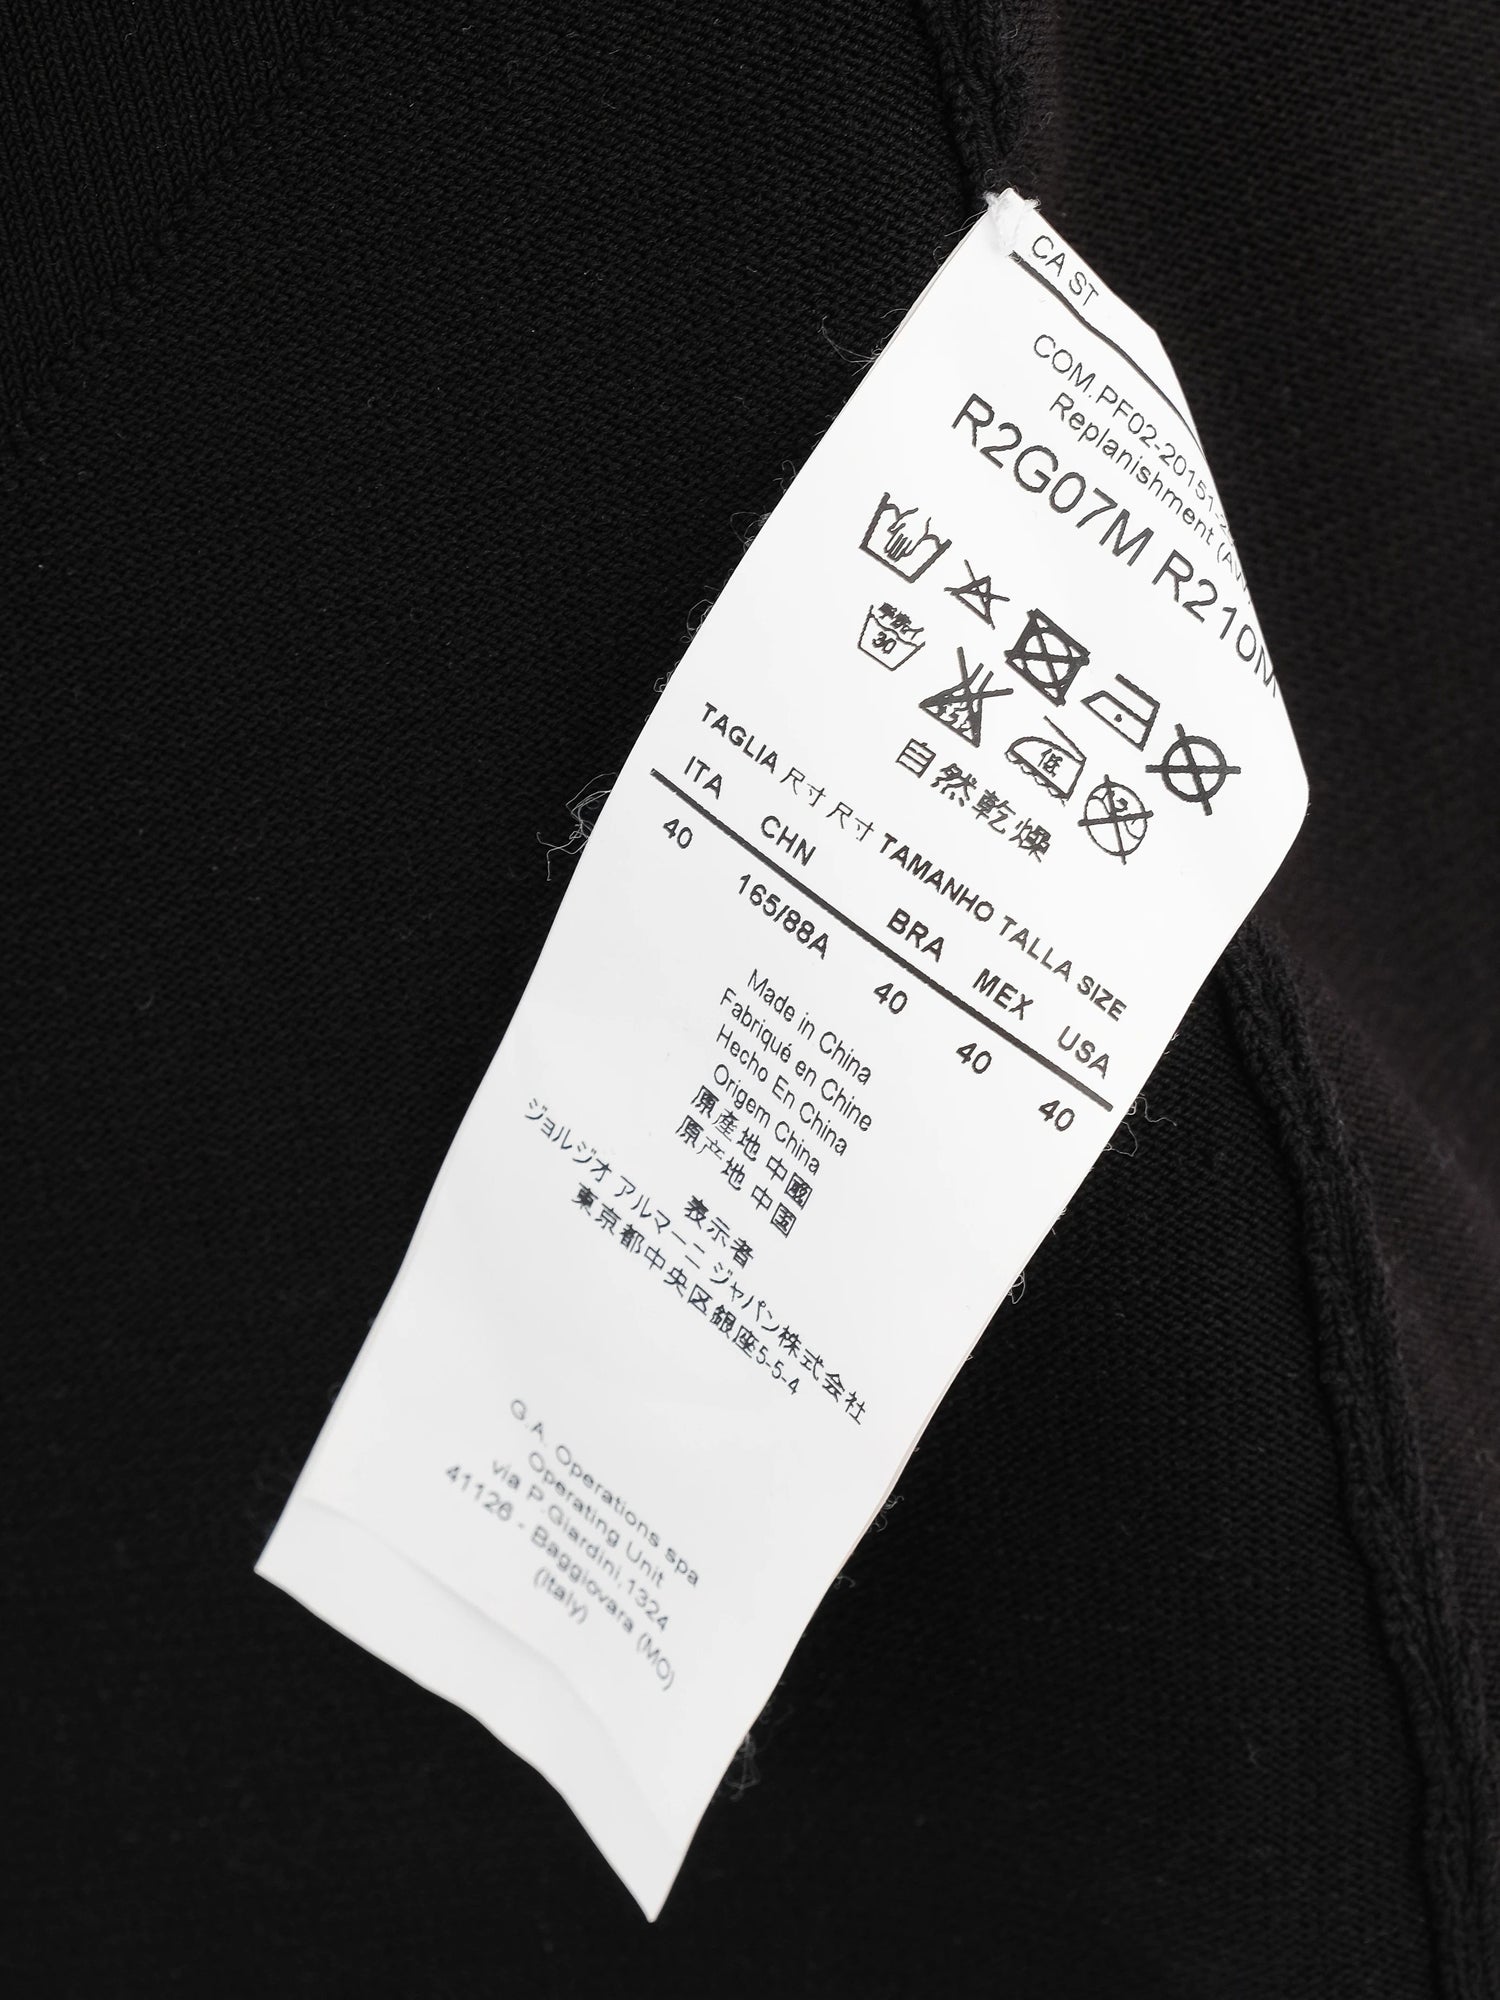 CA ST
COM.PF02-20151-
Replanishment
R2G07M R210M
手洗イ
30
低
自然乾燥
TAGLIA 尺寸 尺寸 TAMANHO TALLA SIZE
ITA CHN BRA MEX USA
40 165/88A 40 40 40
Made in China
Fabriqué en Chine
Hecho En China
Origem China
原產地 中國
原产地 中国
表示者
ジョルジオ アルマーニ ジャパン株式会社
東京都中央区銀座5-5-4
G.A. Operations spa
Operating Unit
via P.Giardini,1324
41126 - Baggiovara (MO)
(Italy)